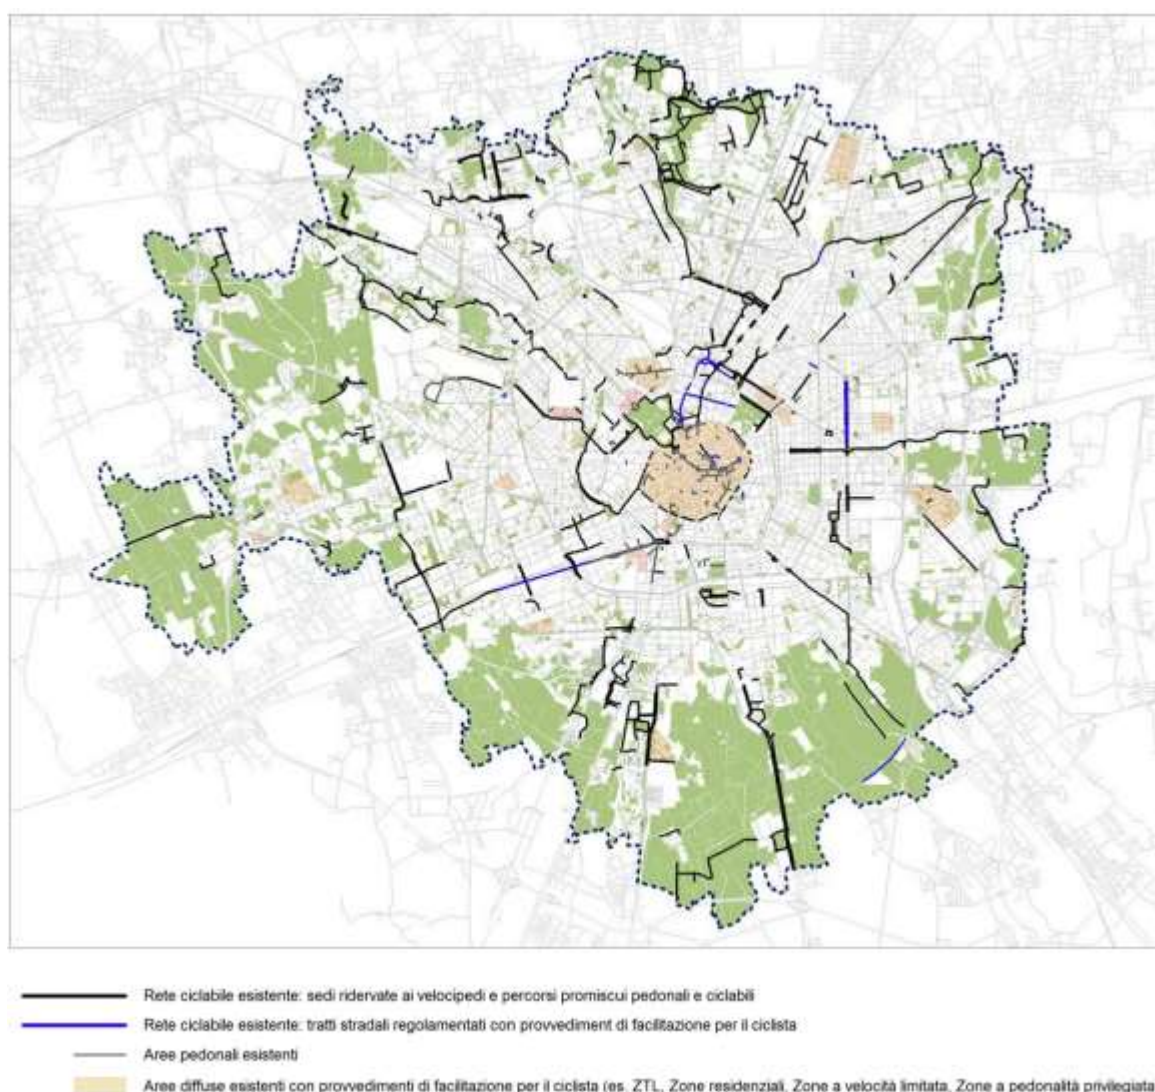 Rete ciclabile esistente: sedi ridervate ai velocipedi e percorsi promiscui pedonali e ciclabili
Rete ciclabile esistente: tratti stradali regolamentati con provvediment di facilitazione per il ciclista
Aree pedonali esistenti
Aree diffuse esistenti con provvedimenti di facilitazione per il ciclista (es. ZTL, Zone residenziali, Zone a velocità limitata, Zone a pedonalità privilegiata